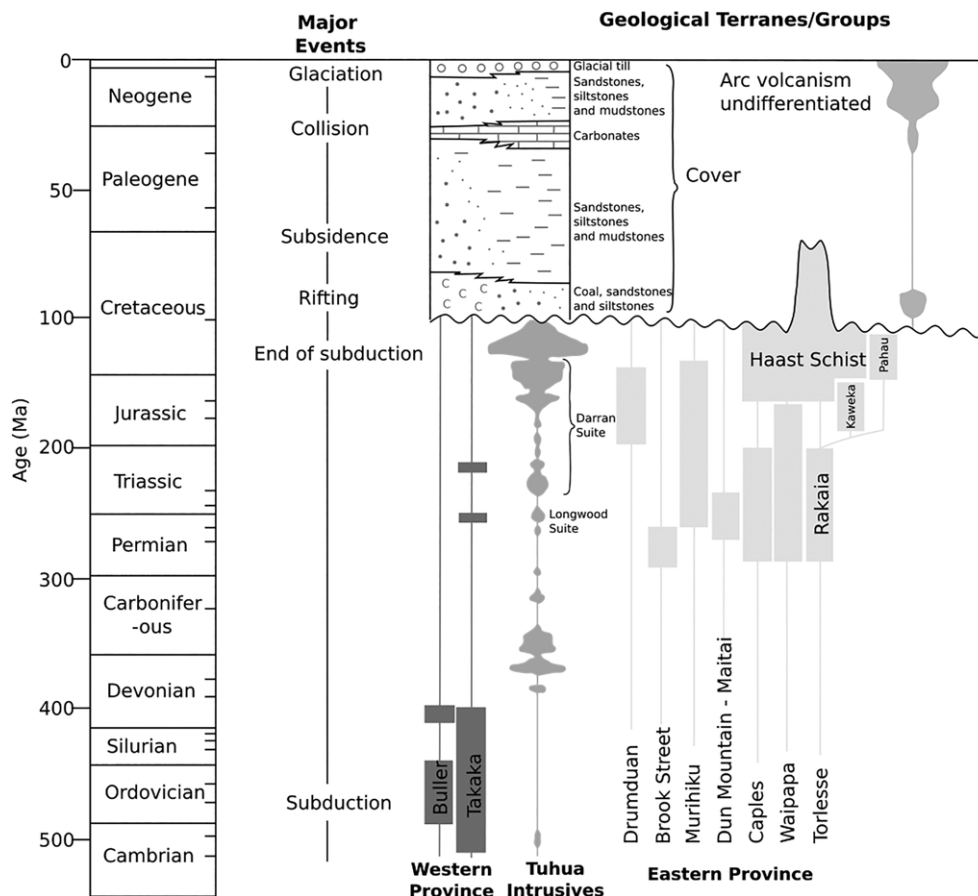 Major
Events
Geological Terranes/Groups
Age (Ma)
0
50
100
200
300
400
500
Neogene
Paleogene
Cretaceous
Jurassic
Triassic
Permian
Carbonifer
-ous
Devonian
Silurian
Ordovician
Cambrian
Glaciation
Collision
Subsidence
Rifting
End of subduction
Subduction
Glacial till
Sandstones,
siltstones
and mudstones
Carbonates
Sandstones,
siltstones
and mudstones
C C C
C C
Coal, sandstones
and siltstones
Cover
Arc volcanism
undifferentiated
Darran
Suite
Longwood
Suite
Haast Schist
Pahau
Kaweka
Rakaia
Buller
Takaka
Drumduan
Brook Street
Murihiku
Dun Mountain - Maitai
Caples
Waipapa
Torlesse
Western
Province
Tuhua
Intrusives
Eastern Province